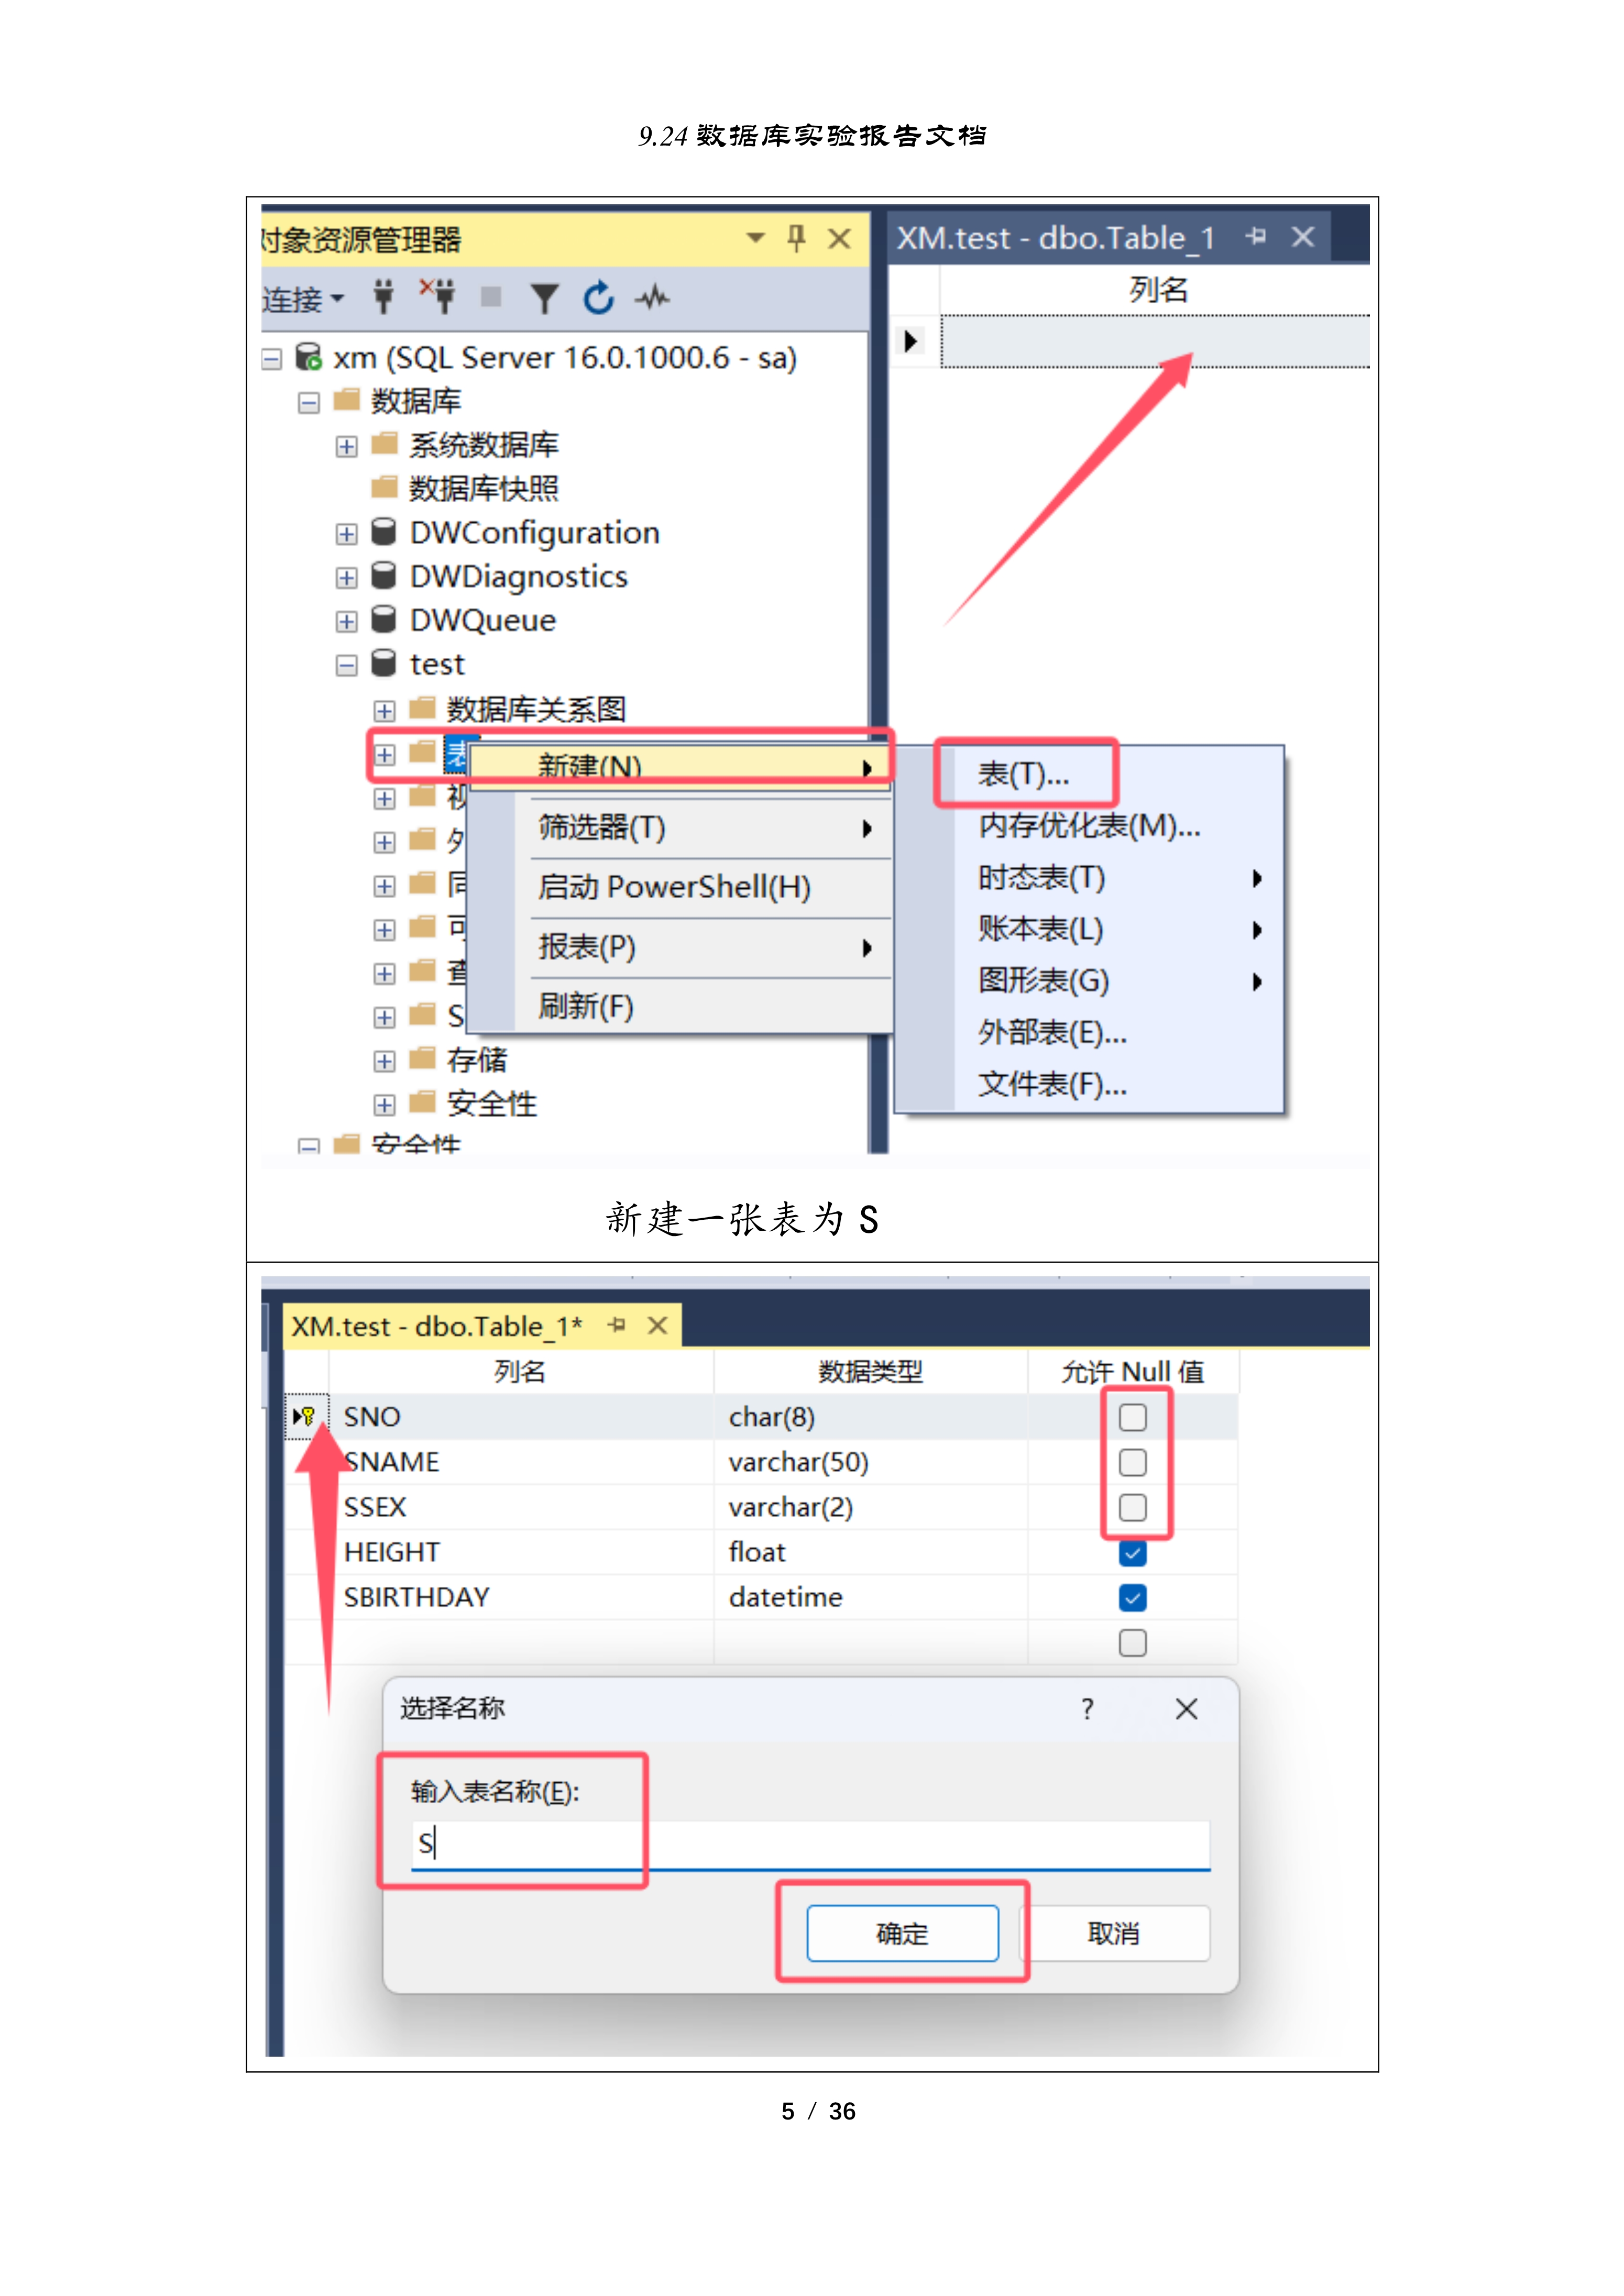 9.24 数据库实验报告文档
对象资源管理器
XM.test - dbo.Table_1
连接
列名
xm (SQL Server 16.0.1000.6 - sa)
数据库
系统数据库
数据库快照
DWConfiguration
DWDiagnostics
DWQueue
test
数据库关系图
表
新建(N)
表(T)...
内存优化表(M)...
筛选器(T)
时态表(T)
启动 PowerShell(H)
账本表(L)
报表(P)
图形表(G)
刷新(F)
S
外部表(E)...
存储
文件表(F)...
安全性
安全性
新建一张表为 S
XM.test - dbo.Table_1*
列名 数据类型 允许 Null 值
SNO char(8)
SNAME varchar(50)
SSEX varchar(2)
HEIGHT float
SBIRTHDAY datetime
选择名称 ?
输入表名称(E):
S
确定 取消
5 / 36